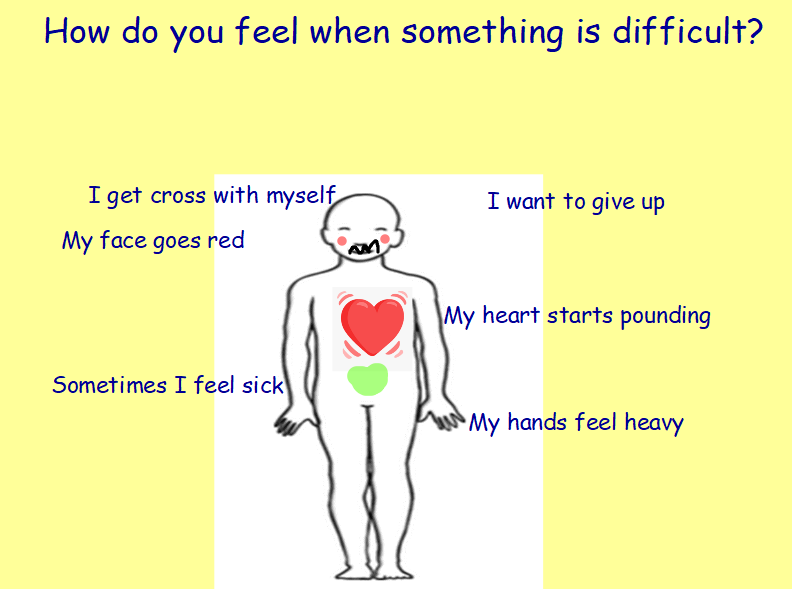 How do you feel when something is difficult?
I get cross with myself
I want to give up
My face goes red
My heart starts pounding
Sometimes I feel sick
My hands feel heavy